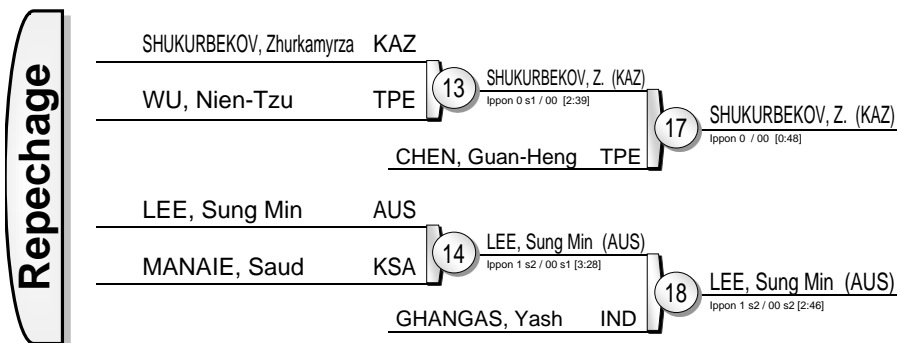 Repechage
SHUKURBEKOV, Zhurkamyrza KAZ
WU, Nien-Tzu TPE
13
SHUKURBEKOV, Z. (KAZ)
Ippon 0 s1 / 00 [2:39]
CHEN, Guan-Heng TPE
17
SHUKURBEKOV, Z. (KAZ)
Ippon 0 / 00 [0:48]
LEE, Sung Min AUS
MANAIE, Saud KSA
14
LEE, Sung Min (AUS)
Ippon 1 s2 / 00 s1 [3:28]
GHANGAS, Yash IND
18
LEE, Sung Min (AUS)
Ippon 1 s2 / 00 s2 [2:46]